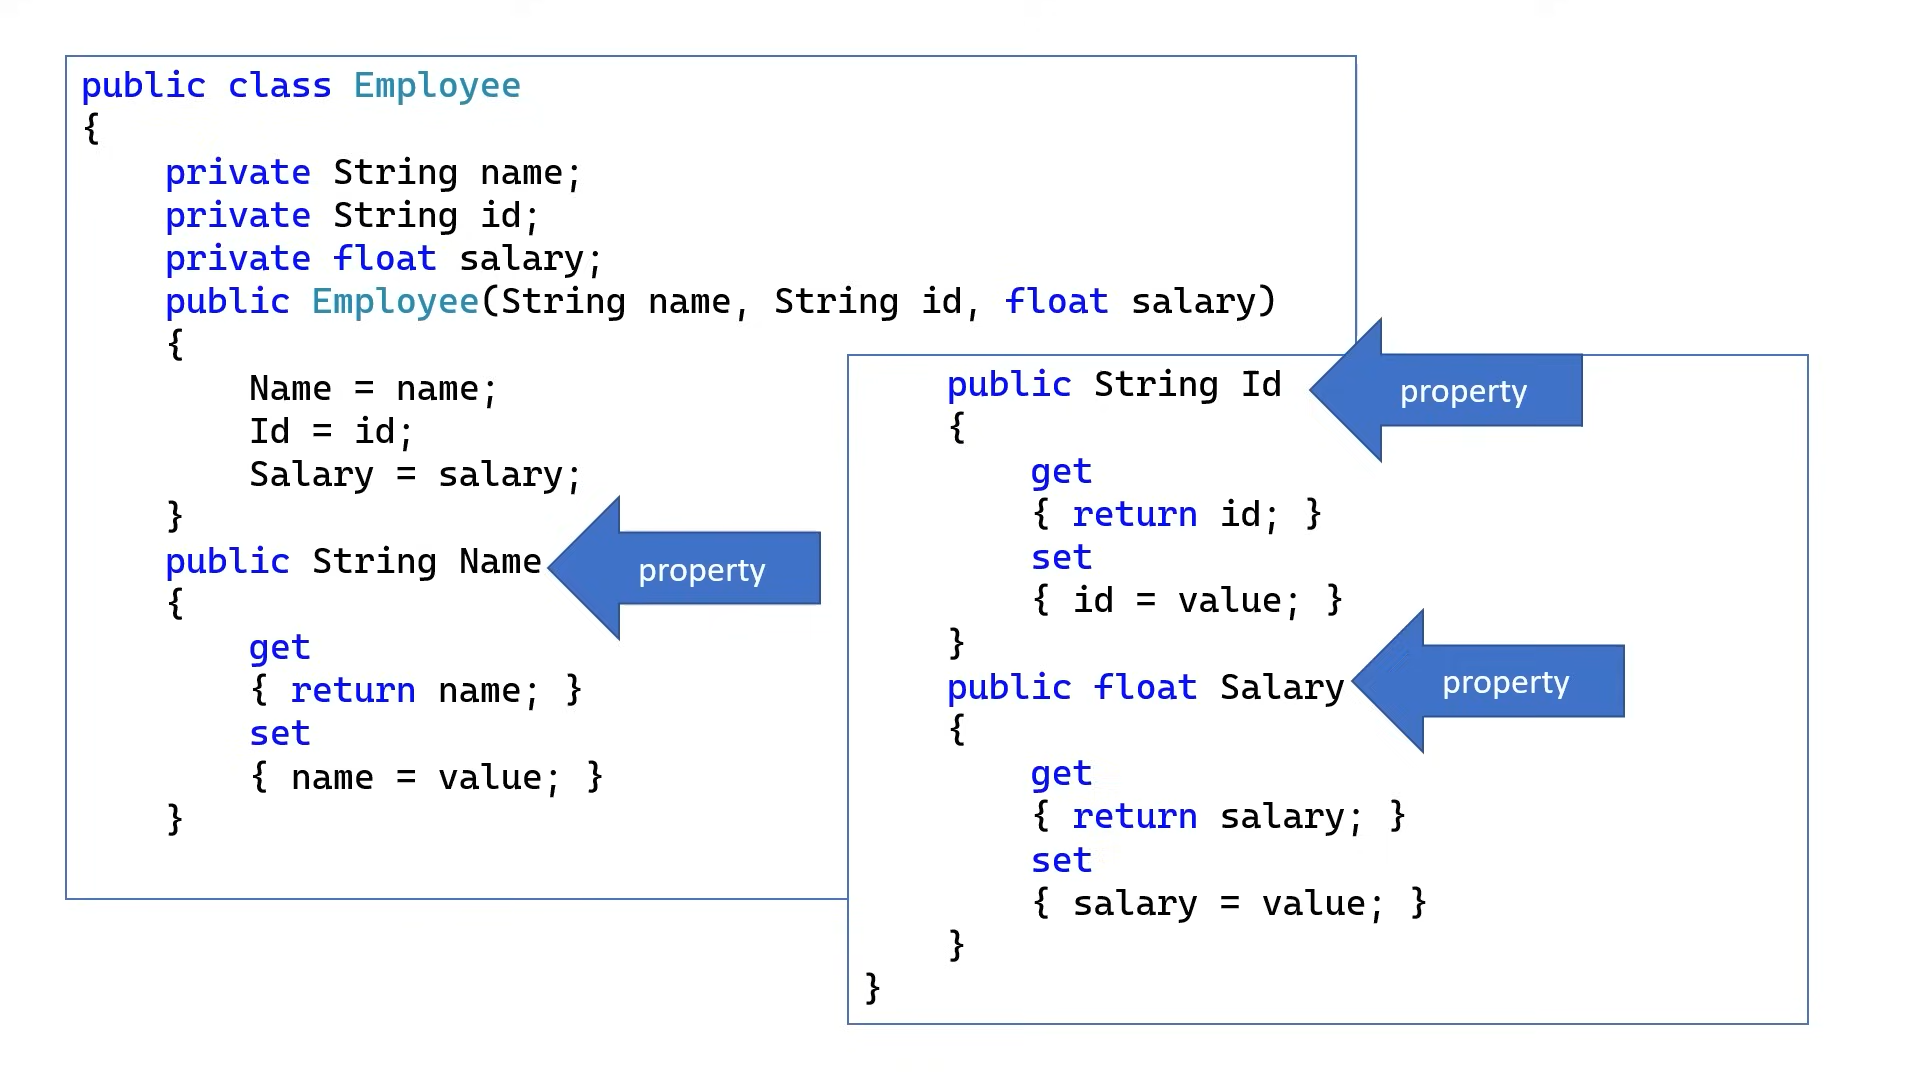 public class Employee
{
private String name;
private String id;
private float salary;
public Employee(String name, String id, float salary)
{
Name = name;
Id = id;
Salary = salary;
}
public String Name
property
{
get
{ return name; }
set
{ name = value; }
}
public String Id
property
{
get
{ return id; }
set
{ id = value; }
}
public float Salary
property
{
get
{ return salary; }
set
{ salary = value; }
}
}